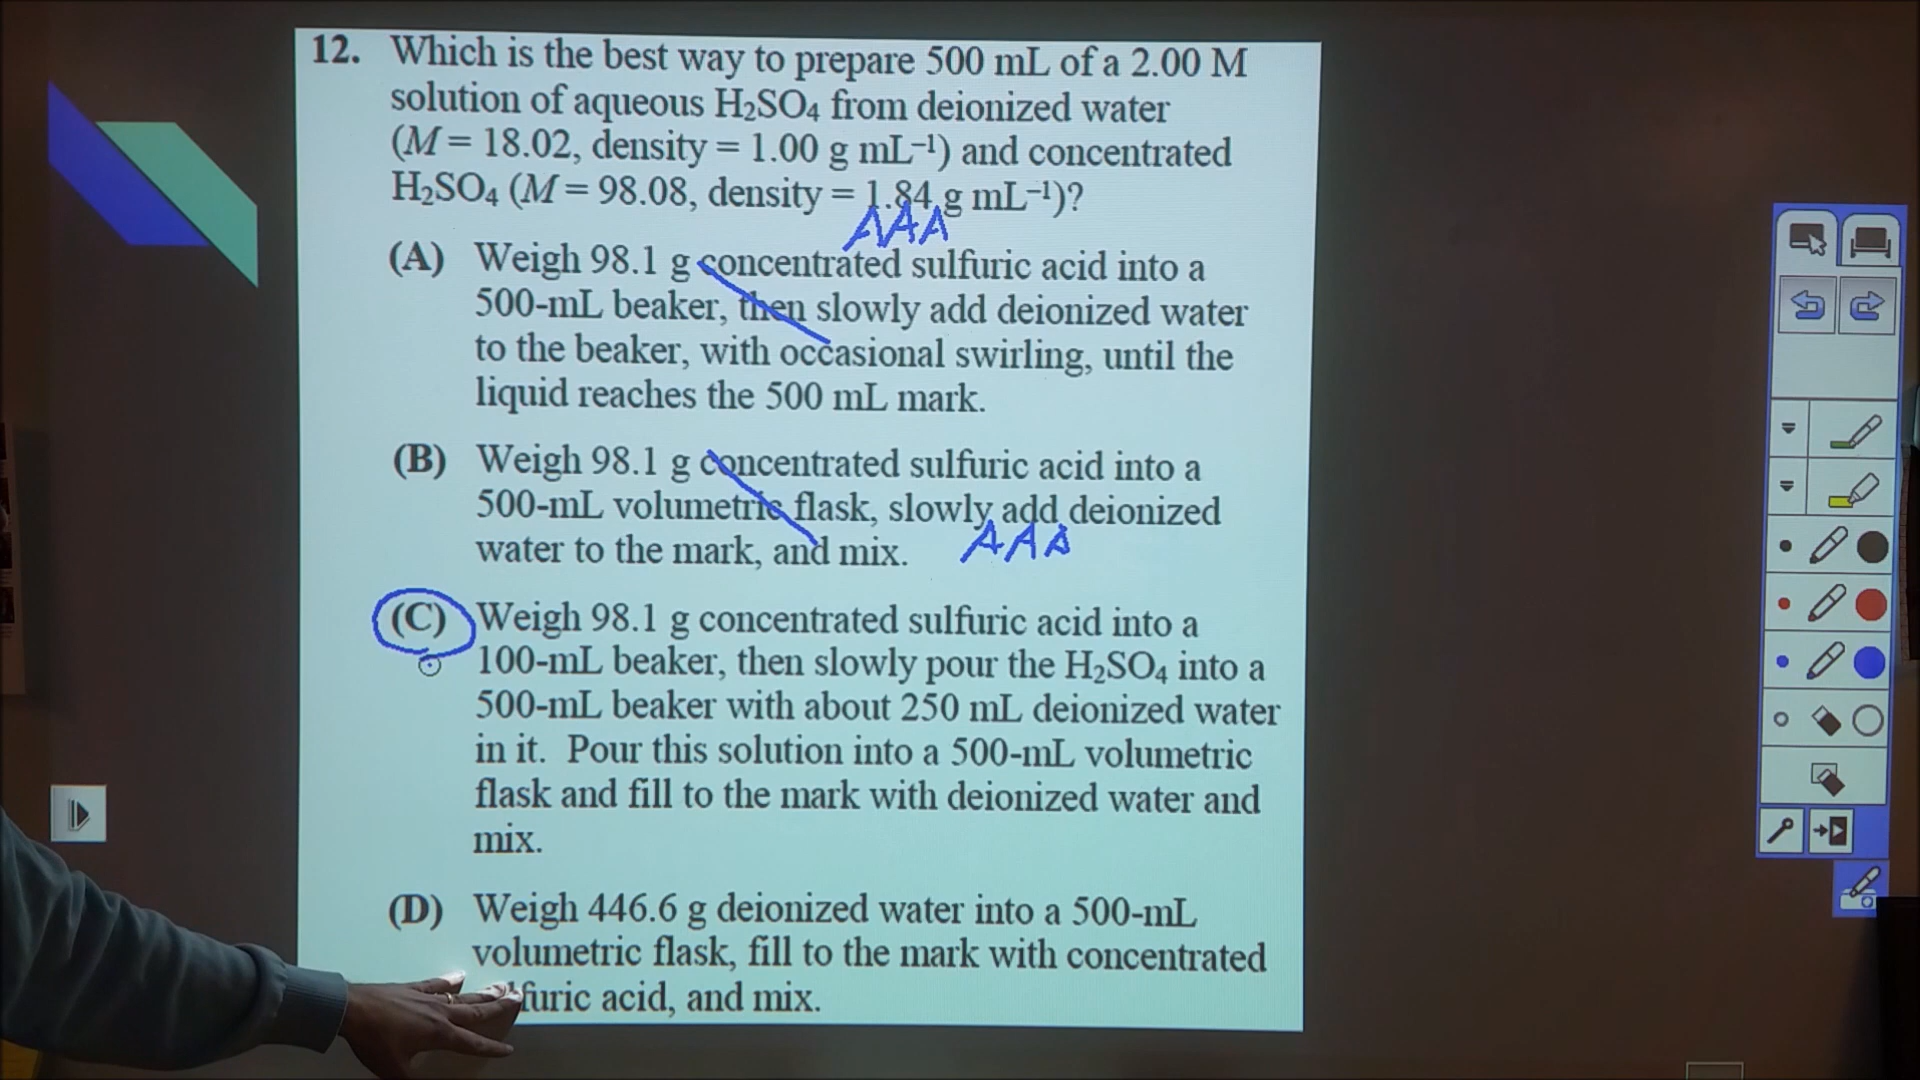 12. Which is the best way to prepare 500 mL of a 2.00 M
solution of aqueous H₂SO₄ from deionized water
(M = 18.02, density = 1.00 g mL⁻¹) and concentrated
H₂SO₄ (M = 98.08, density = 1.84 g mL⁻¹)?
AAA
(A) Weigh 98.1 g concentrated sulfuric acid into a
500-mL beaker, then slowly add deionized water
to the beaker, with occasional swirling, until the
liquid reaches the 500 mL mark.
(B) Weigh 98.1 g concentrated sulfuric acid into a
500-mL volumetric flask, slowly add deionized
water to the mark, and mix. AAA
(C) Weigh 98.1 g concentrated sulfuric acid into a
100-mL beaker, then slowly pour the H₂SO₄ into a
500-mL beaker with about 250 mL deionized water
in it. Pour this solution into a 500-mL volumetric
flask and fill to the mark with deionized water and
mix.
(D) Weigh 446.6 g deionized water into a 500-mL
volumetric flask, fill to the mark with concentrated
furic acid, and mix.